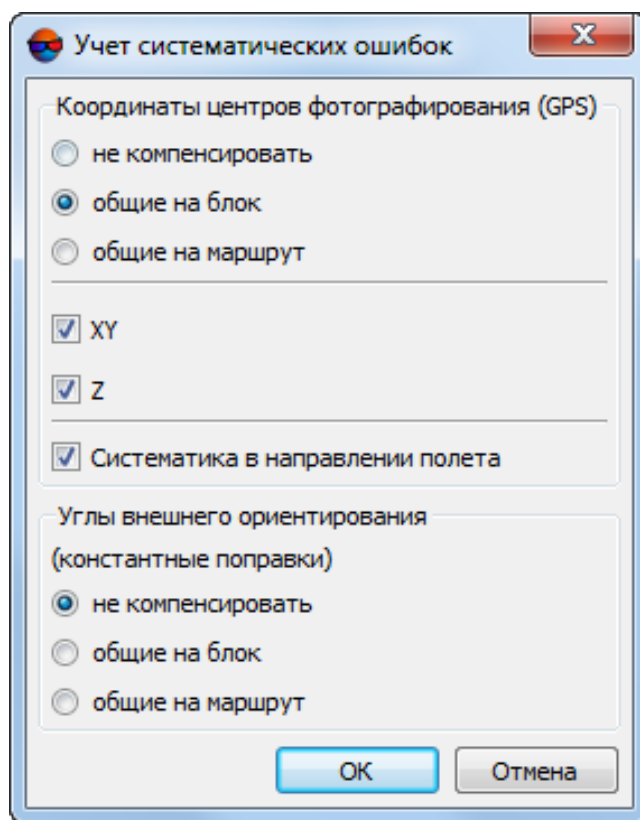 Учет систематических ошибок
Координаты центров фотографирования (GPS)
не компенсировать
общие на блок
общие на маршрут
XY
Z
Систематика в направлении полета
Углы внешнего ориентирования
(константные поправки)
не компенсировать
общие на блок
общие на маршрут
OK
Отмена